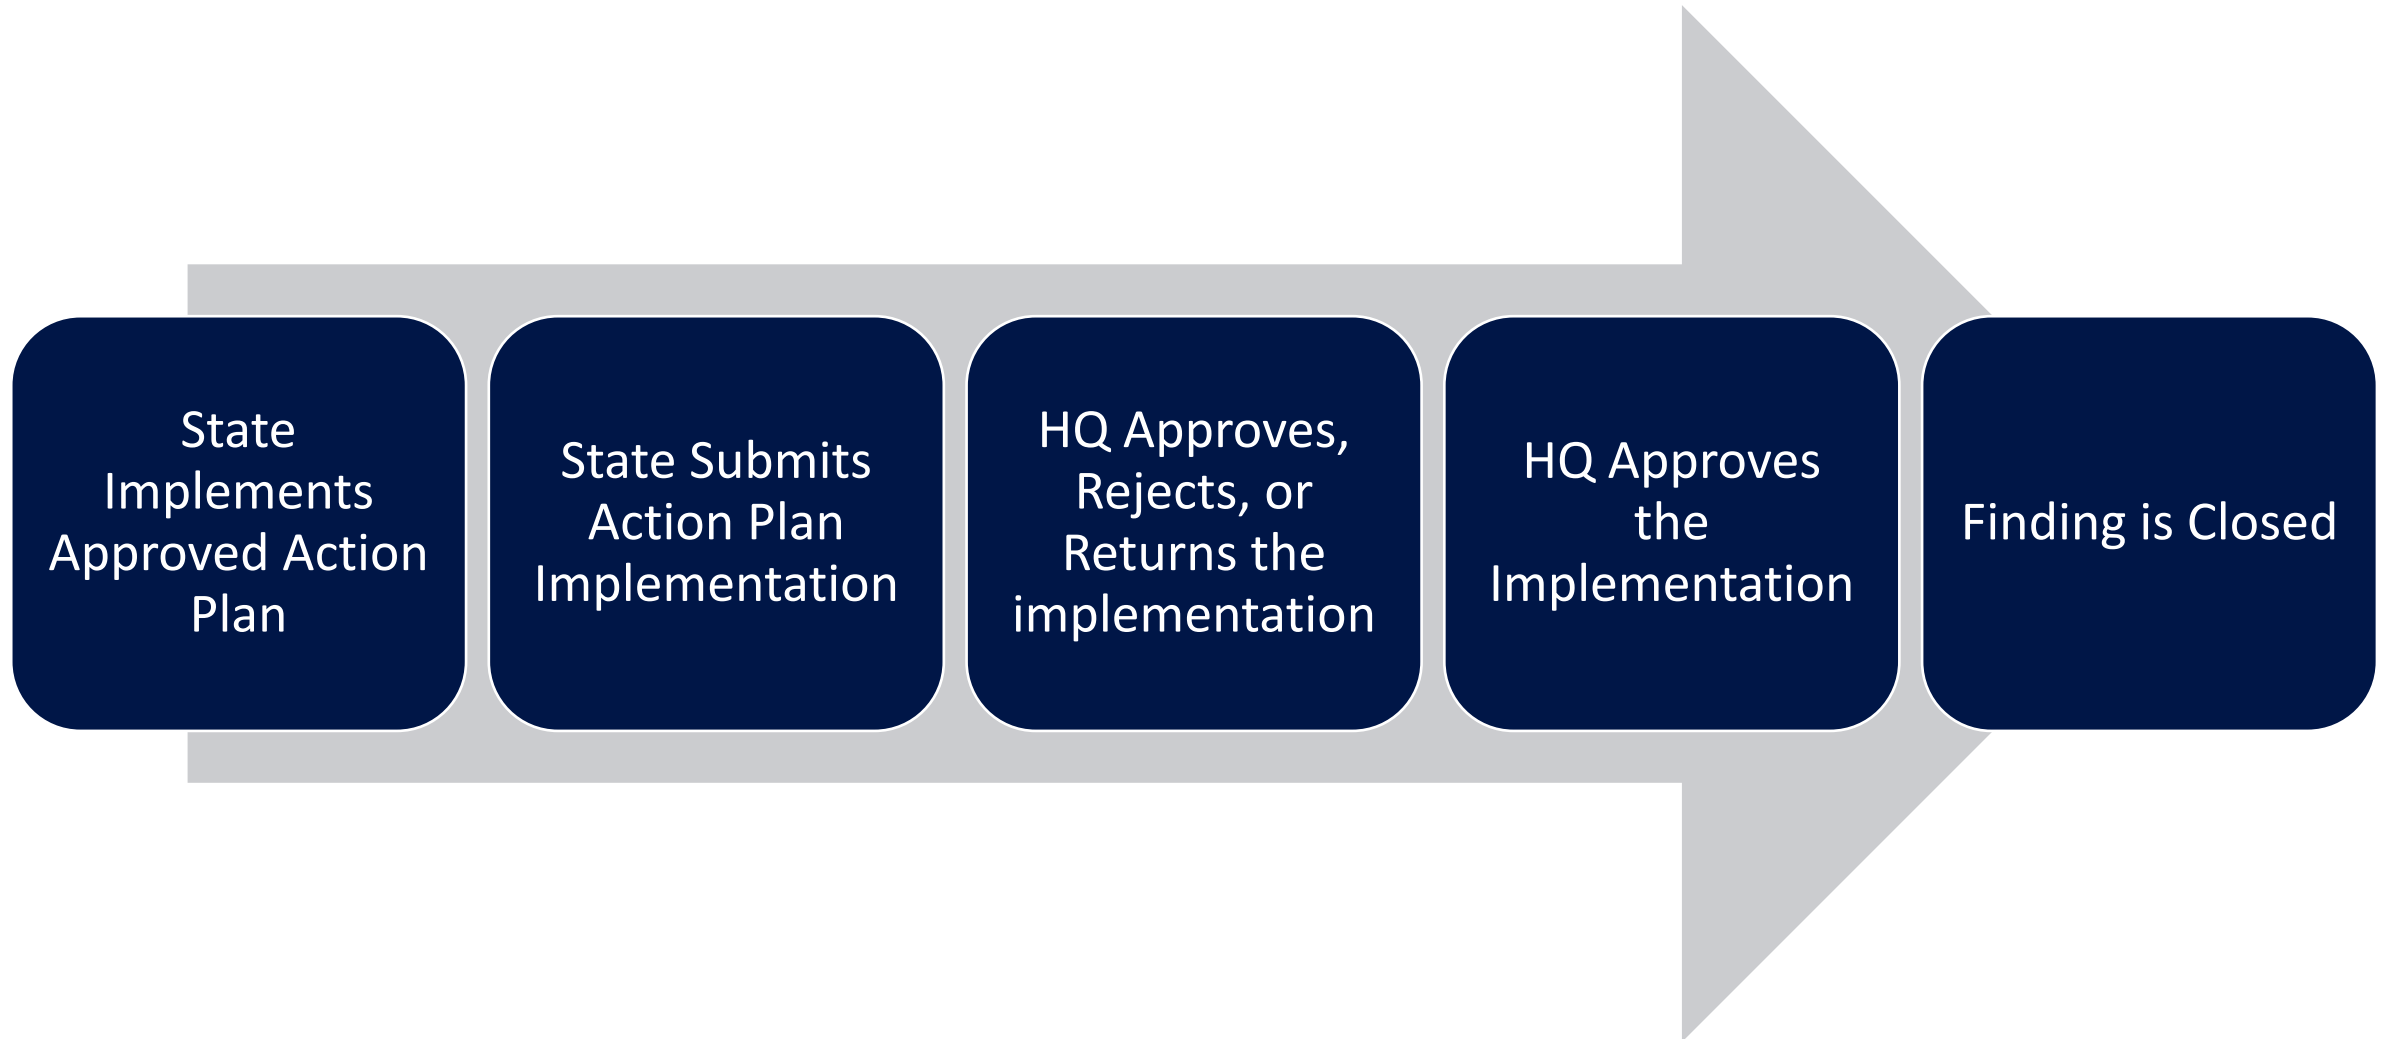 State
Implements
Approved Action
Plan
State Submits
Action Plan
Implementation
HQ Approves,
Rejects, or
Returns the
implementation
HQ Approves
the
Implementation
Finding is Closed